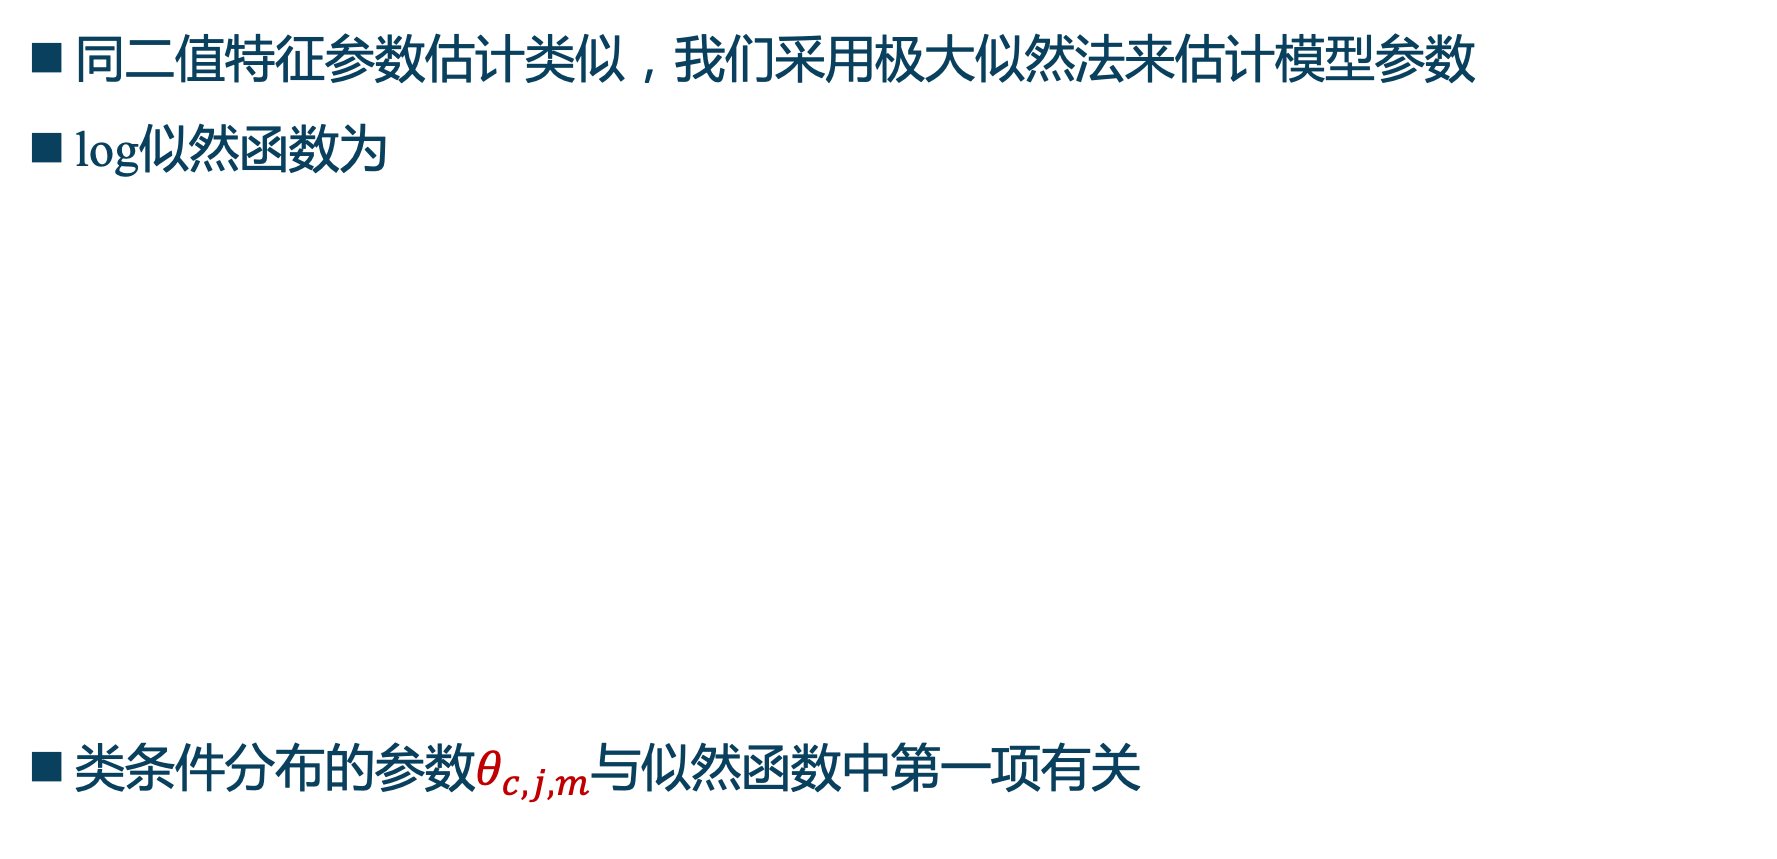 ■ 同二值特征参数估计类似，我们采用极大似然法来估计模型参数
■ log似然函数为
■ 类条件分布的参数θ_{c,j,m}与似然函数中第一项有关